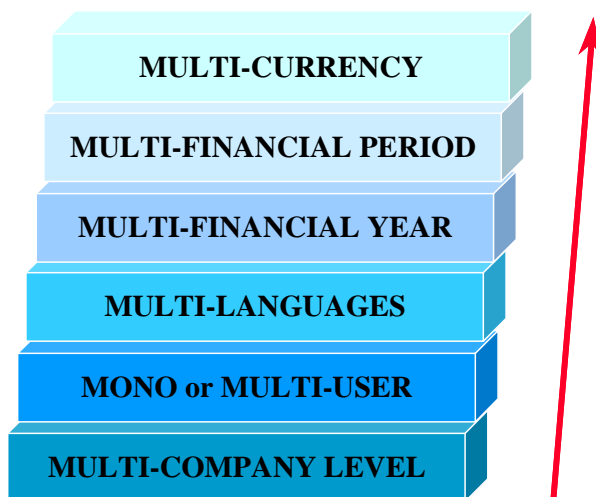 MULTI-CURRENCY
MULTI-FINANCIAL PERIOD
MULTI-FINANCIAL YEAR
MULTI-LANGUAGES
MONO or MULTI-USER
MULTI-COMPANY LEVEL